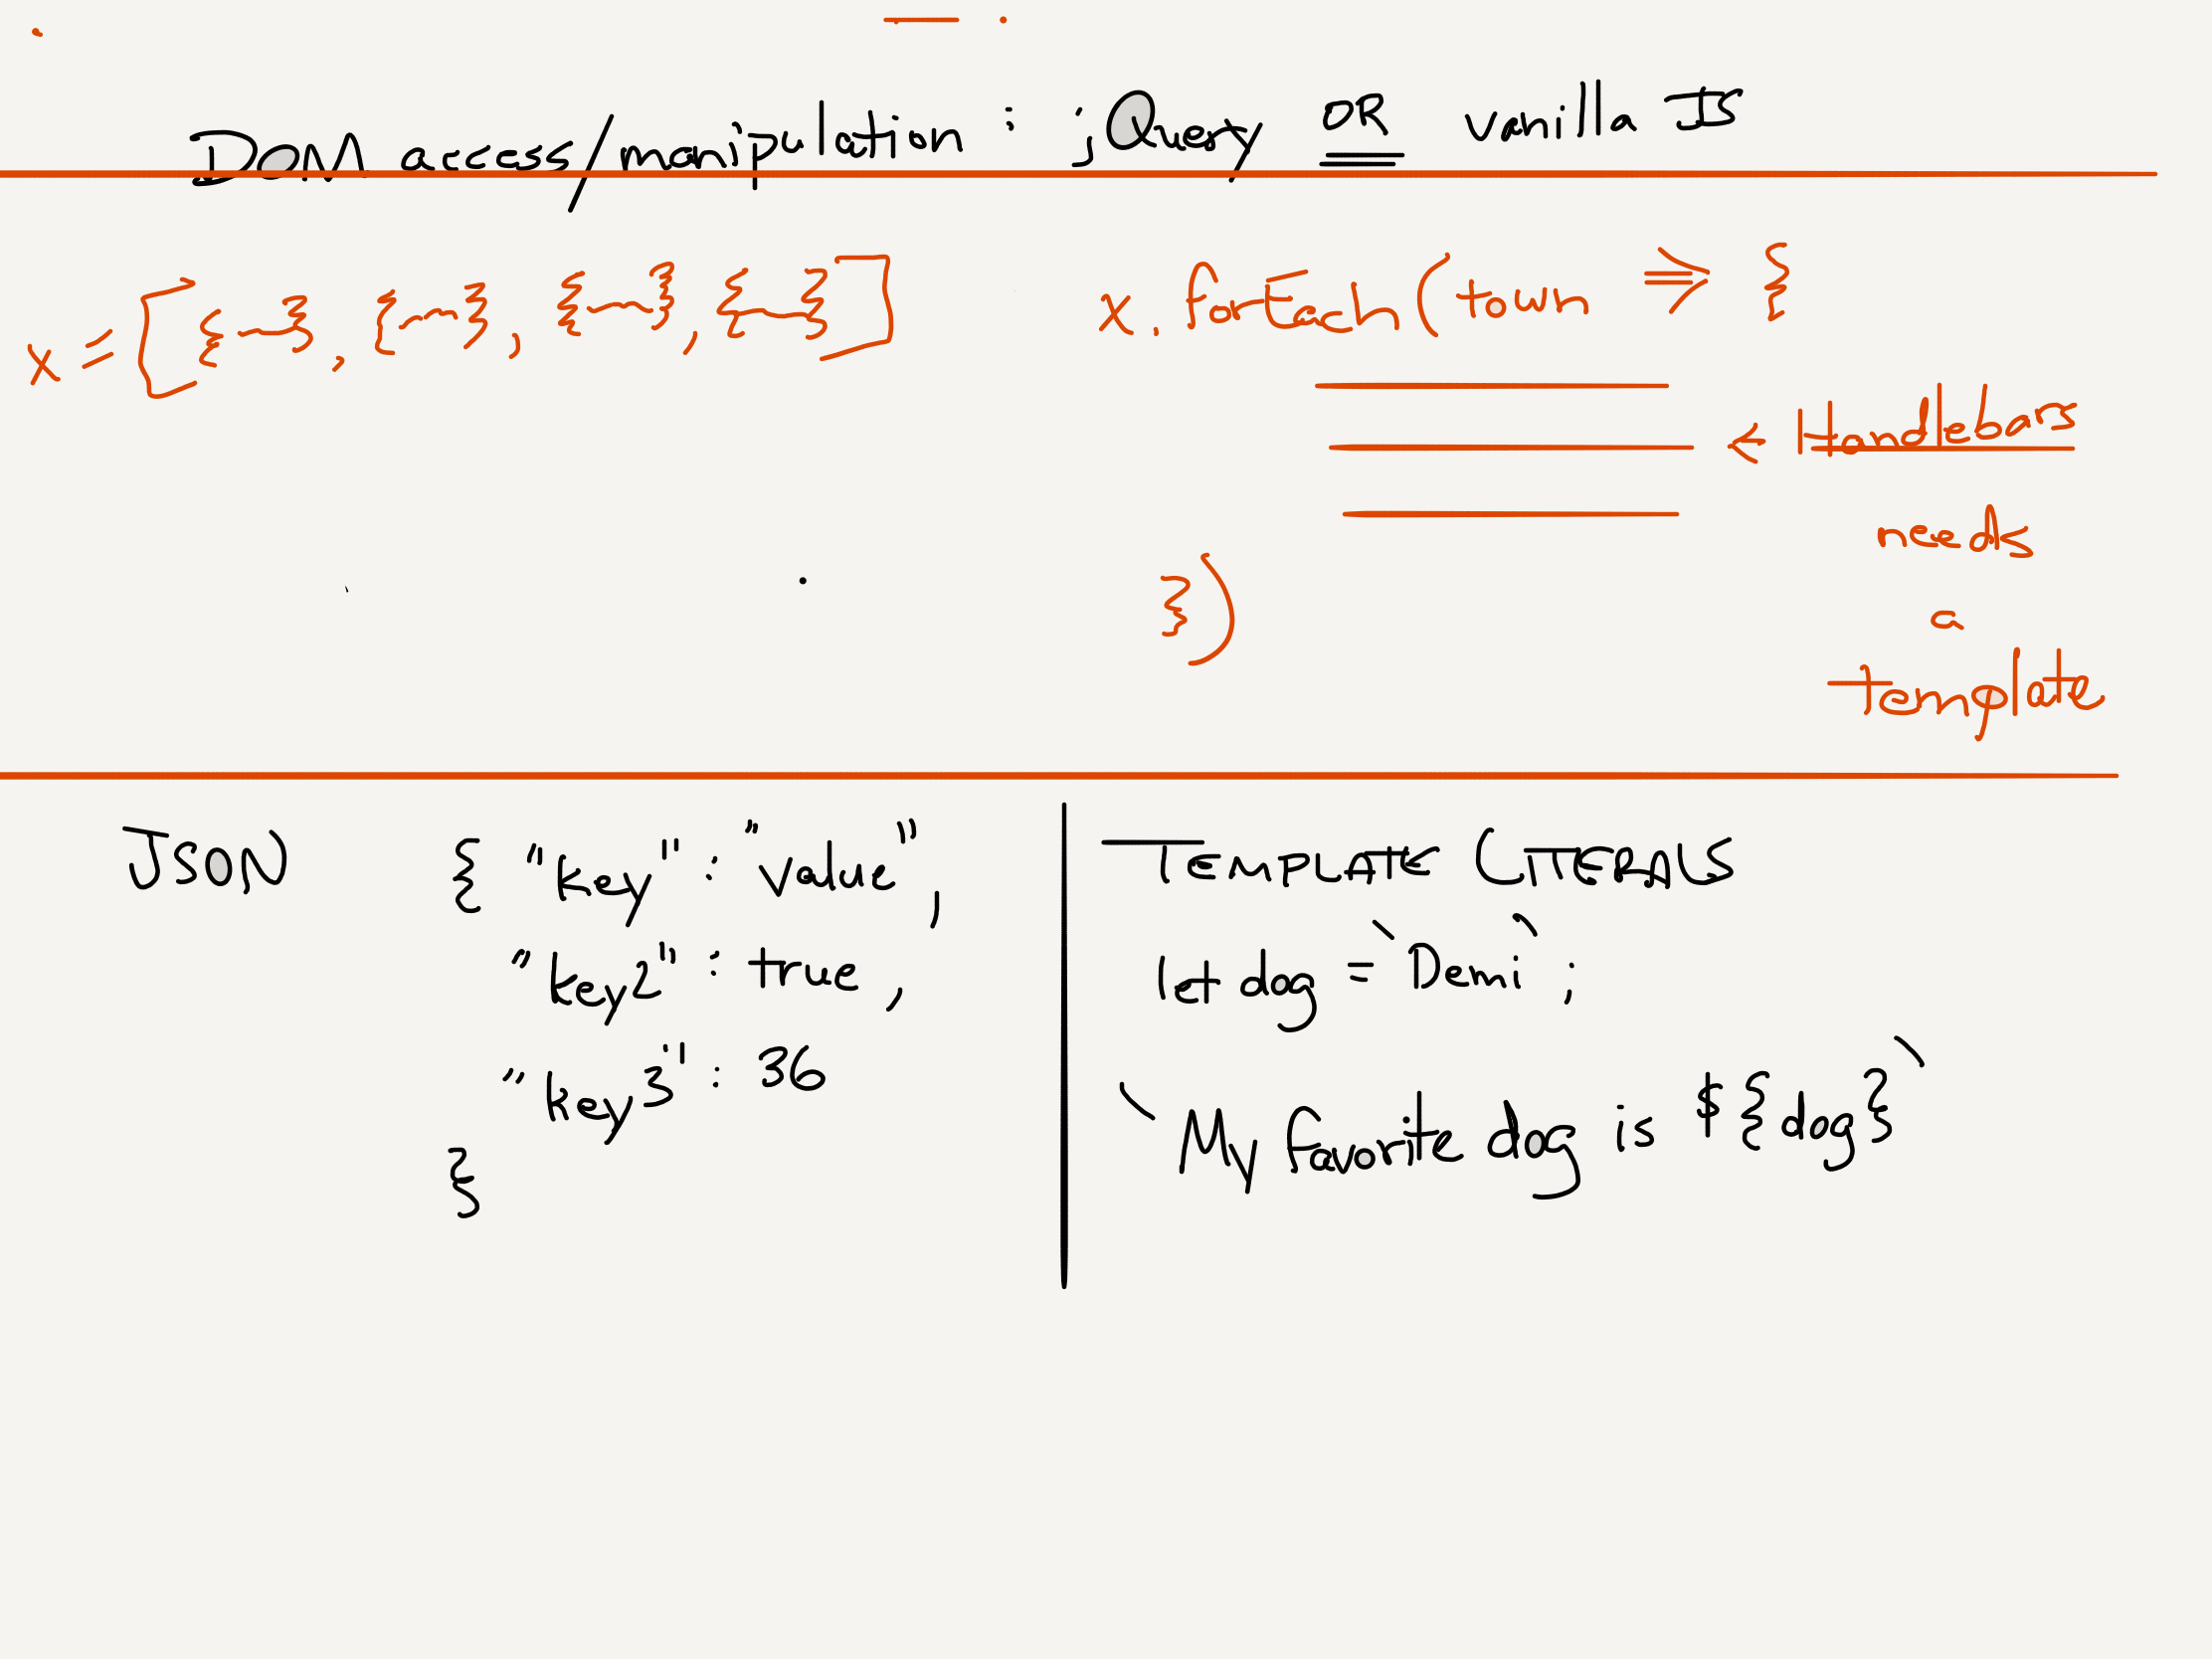 DOM access/manipulation : jQuery OR vanilla JS
x = [{~}, {~}, {~}, {~}]
x.forEach(town => {
← Handlebars
needs
a
template
})
JSON
{ "key" : "value",
"key2" : true,
"key3" : 36
}
TEMPLATE LITERALS
let dog = `Demi`;
`My favorite dog is ${dog}`